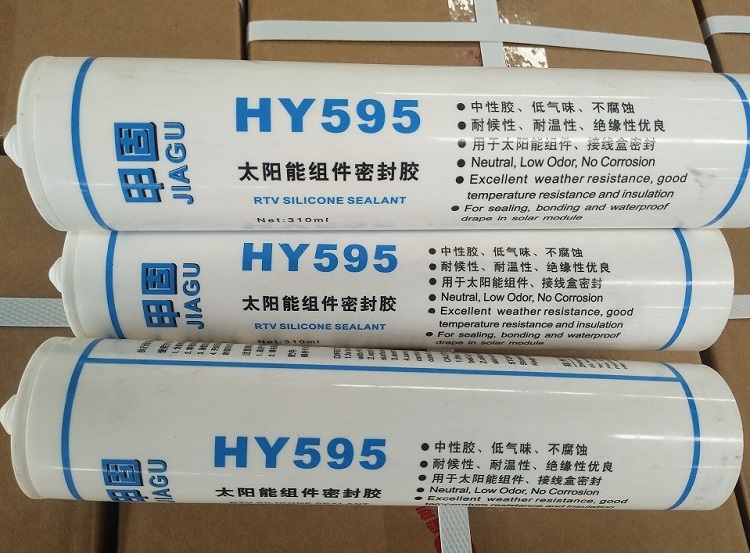 甲固
JIAGU
HY595
太阳能组件密封胶
RTV SILICONE SEALANT
Net:310ml
● 中性胶、低气味、不腐蚀
● 耐候性、耐温性、绝缘性优良
● 用于太阳能组件、接线盒密封
● Neutral, Low Odor, No Corrosion
● Excellent weather resistance, good
temperature resistance and insulation
● For sealing, bonding and waterproof
drape in solar module
甲固
JIAGU
HY595
太阳能组件密封胶
RTV SILICONE SEALANT
Net:310ml
● 中性胶、低气味、不腐蚀
● 耐候性、耐温性、绝缘性优良
● 用于太阳能组件、接线盒密封
● Neutral, Low Odor, No Corrosion
● Excellent weather resistance, good
temperature resistance and insulation
● For sealing, bonding and waterproof
drape in solar module
甲固
JIAGU
HY595
太阳能组件密封胶
RTV SILICONE SEALANT
● 中性胶、低气味、不腐蚀
● 耐候性、耐温性、绝缘性优良
● 用于太阳能组件、接线盒密封
● Neutral, Low Odor, No Corrosion
● Excellent weather resistance, good